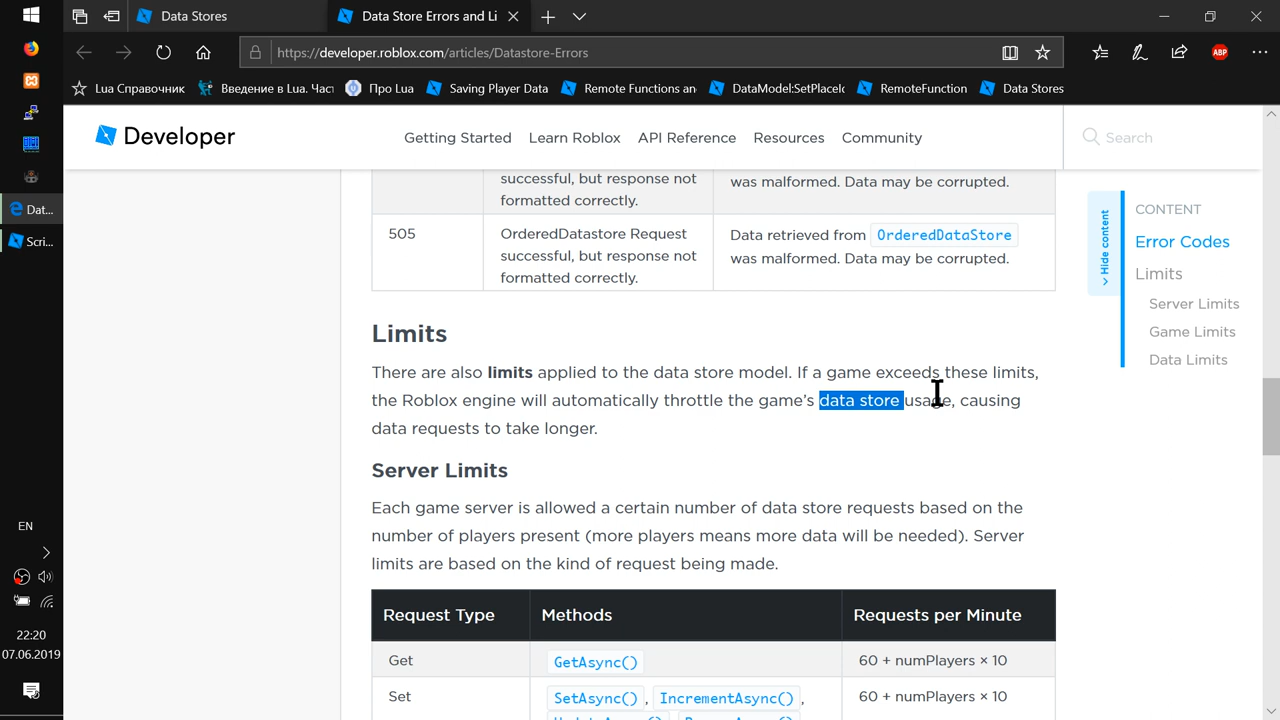 Data Stores
Data Store Errors and Li
https://developer.roblox.com/articles/Datastore-Errors
ABP
Lua Справочник
Введение в Lua. Час
Про Lua
Saving Player Data
Remote Functions an
DataModel:SetPlaceId
RemoteFunction
Data Stores
Developer
Getting Started
Learn Roblox
API Reference
Resources
Community
Search
successful, but response not
formatted correctly.
was malformed. Data may be corrupted.
505
OrderedDatastore Request
successful, but response not
formatted correctly.
Data retrieved from OrderedDataStore
was malformed. Data may be corrupted.
Limits
There are also limits applied to the data store model. If a game exceeds these limits,
the Roblox engine will automatically throttle the game's data store usage, causing
data requests to take longer.
Server Limits
Each game server is allowed a certain number of data store requests based on the
number of players present (more players means more data will be needed). Server
limits are based on the kind of request being made.
Request Type
Methods
Requests per Minute
Get
GetAsync()
60 + numPlayers × 10
Set
SetAsync() , IncrementAsync() ,
60 + numPlayers × 10
Hide content
CONTENT
Error Codes
Limits
Server Limits
Game Limits
Data Limits
Dat...
Scri...
EN
22:20
07.06.2019